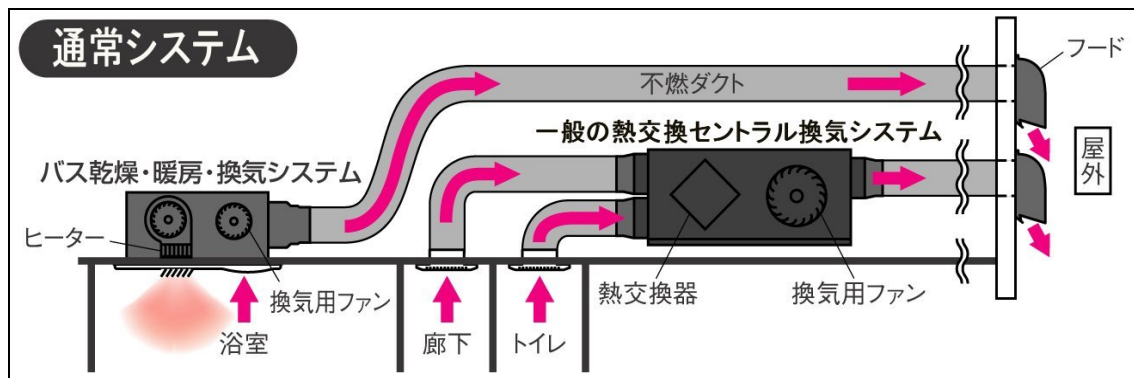 通常システム
フード
不燃ダクト
一般の熱交換セントラル換気システム
屋外
バス乾燥・暖房・換気システム
ヒーター
換気用ファン
熱交換器
換気用ファン
浴室
廊下
トイレ